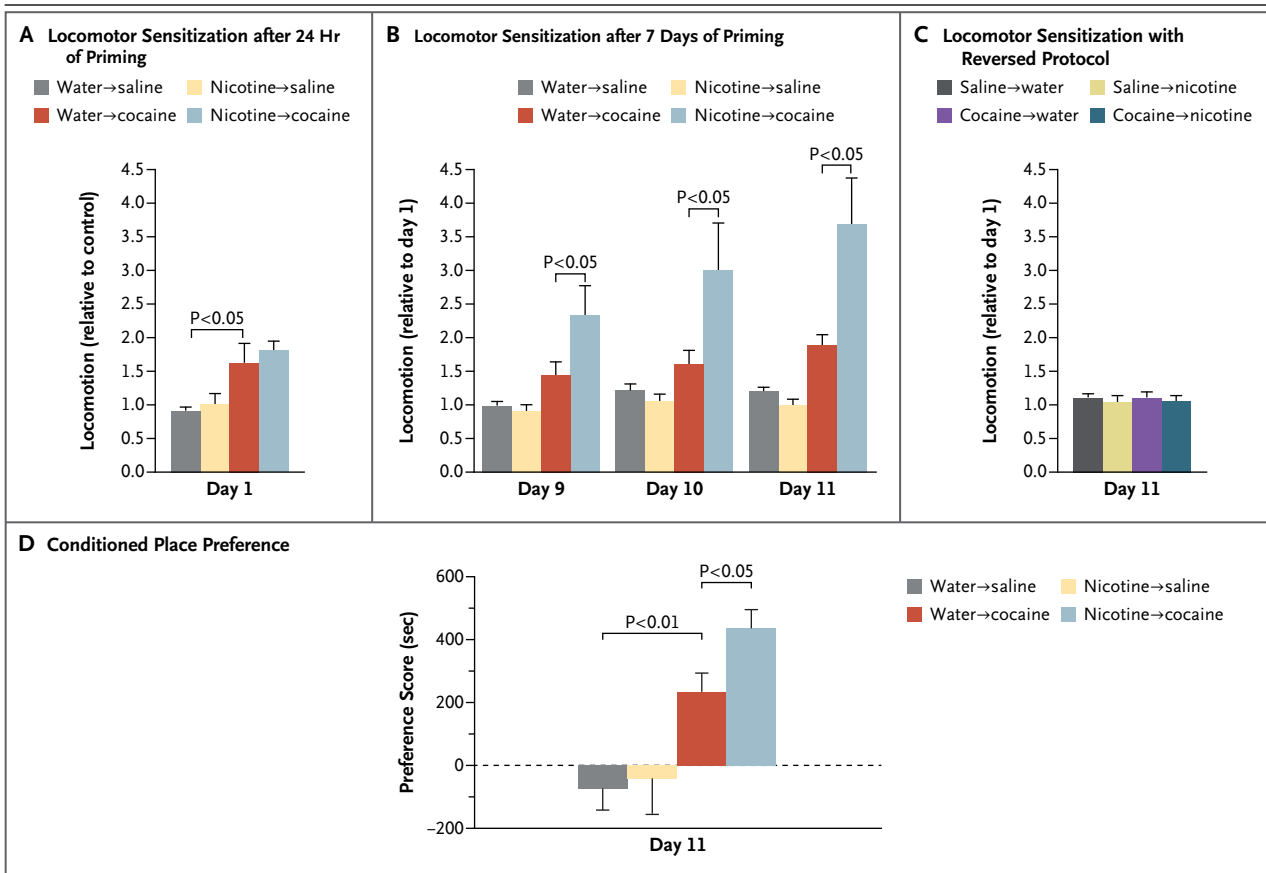 A Locomotor Sensitization after 24 Hr
of Priming
Water→saline Nicotine→saline
Water→cocaine Nicotine→cocaine
Locomotion (relative to control)
4.5
4.0
3.5
3.0
2.5
2.0
1.5
1.0
0.5
0.0
P<0.05
Day 1
B Locomotor Sensitization after 7 Days of Priming
Water→saline Nicotine→saline
Water→cocaine Nicotine→cocaine
Locomotion (relative to day 1)
4.5
4.0
3.5
3.0
2.5
2.0
1.5
1.0
0.5
0.0
P<0.05
P<0.05
P<0.05
Day 9 Day 10 Day 11
C Locomotor Sensitization with
Reversed Protocol
Saline→water Saline→nicotine
Cocaine→water Cocaine→nicotine
Locomotion (relative to day 1)
4.5
4.0
3.5
3.0
2.5
2.0
1.5
1.0
0.5
0.0
Day 11
D Conditioned Place Preference
Preference Score (sec)
600
400
200
0
−200
P<0.01
P<0.05
Day 11
Water→saline Nicotine→saline
Water→cocaine Nicotine→cocaine